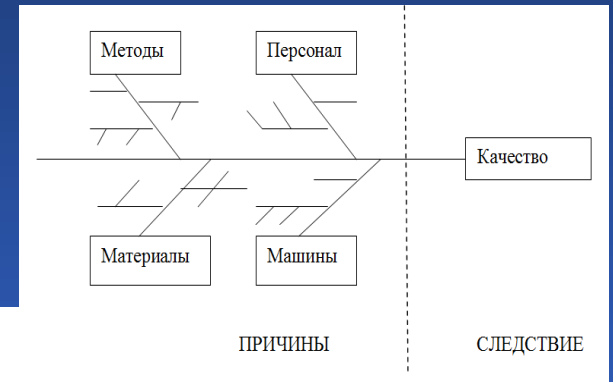 Методы
Персонал
Качество
Материалы
Машины
ПРИЧИНЫ
СЛЕДСТВИЕ